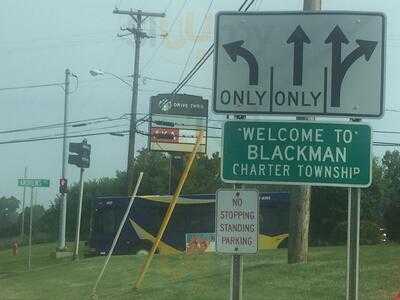 ONLY ONLY
"WELCOME TO"
BLACKMAN
CHARTER TOWNSHIP
NO
STOPPING
STANDING
PARKING
DRIVE THRU